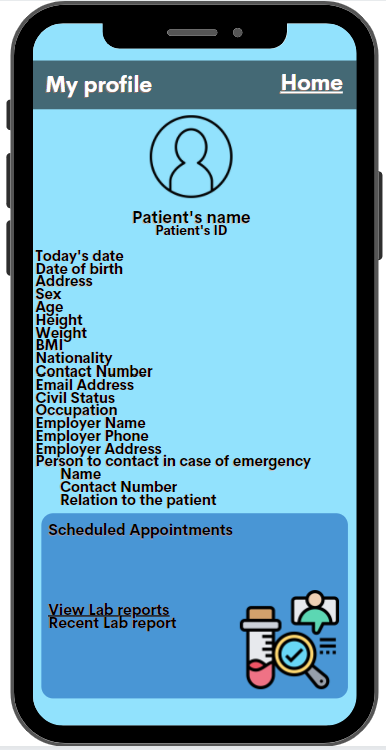 My profile
Home
Patient's name
Patient's ID
Today's date
Date of birth
Address
Sex
Age
Height
Weight
BMI
Nationality
Contact Number
Email Address
Civil Status
Occupation
Employer Name
Employer Phone
Employer Address
Person to contact in case of emergency
Name
Contact Number
Relation to the patient
Scheduled Appointments
View Lab reports
Recent Lab report